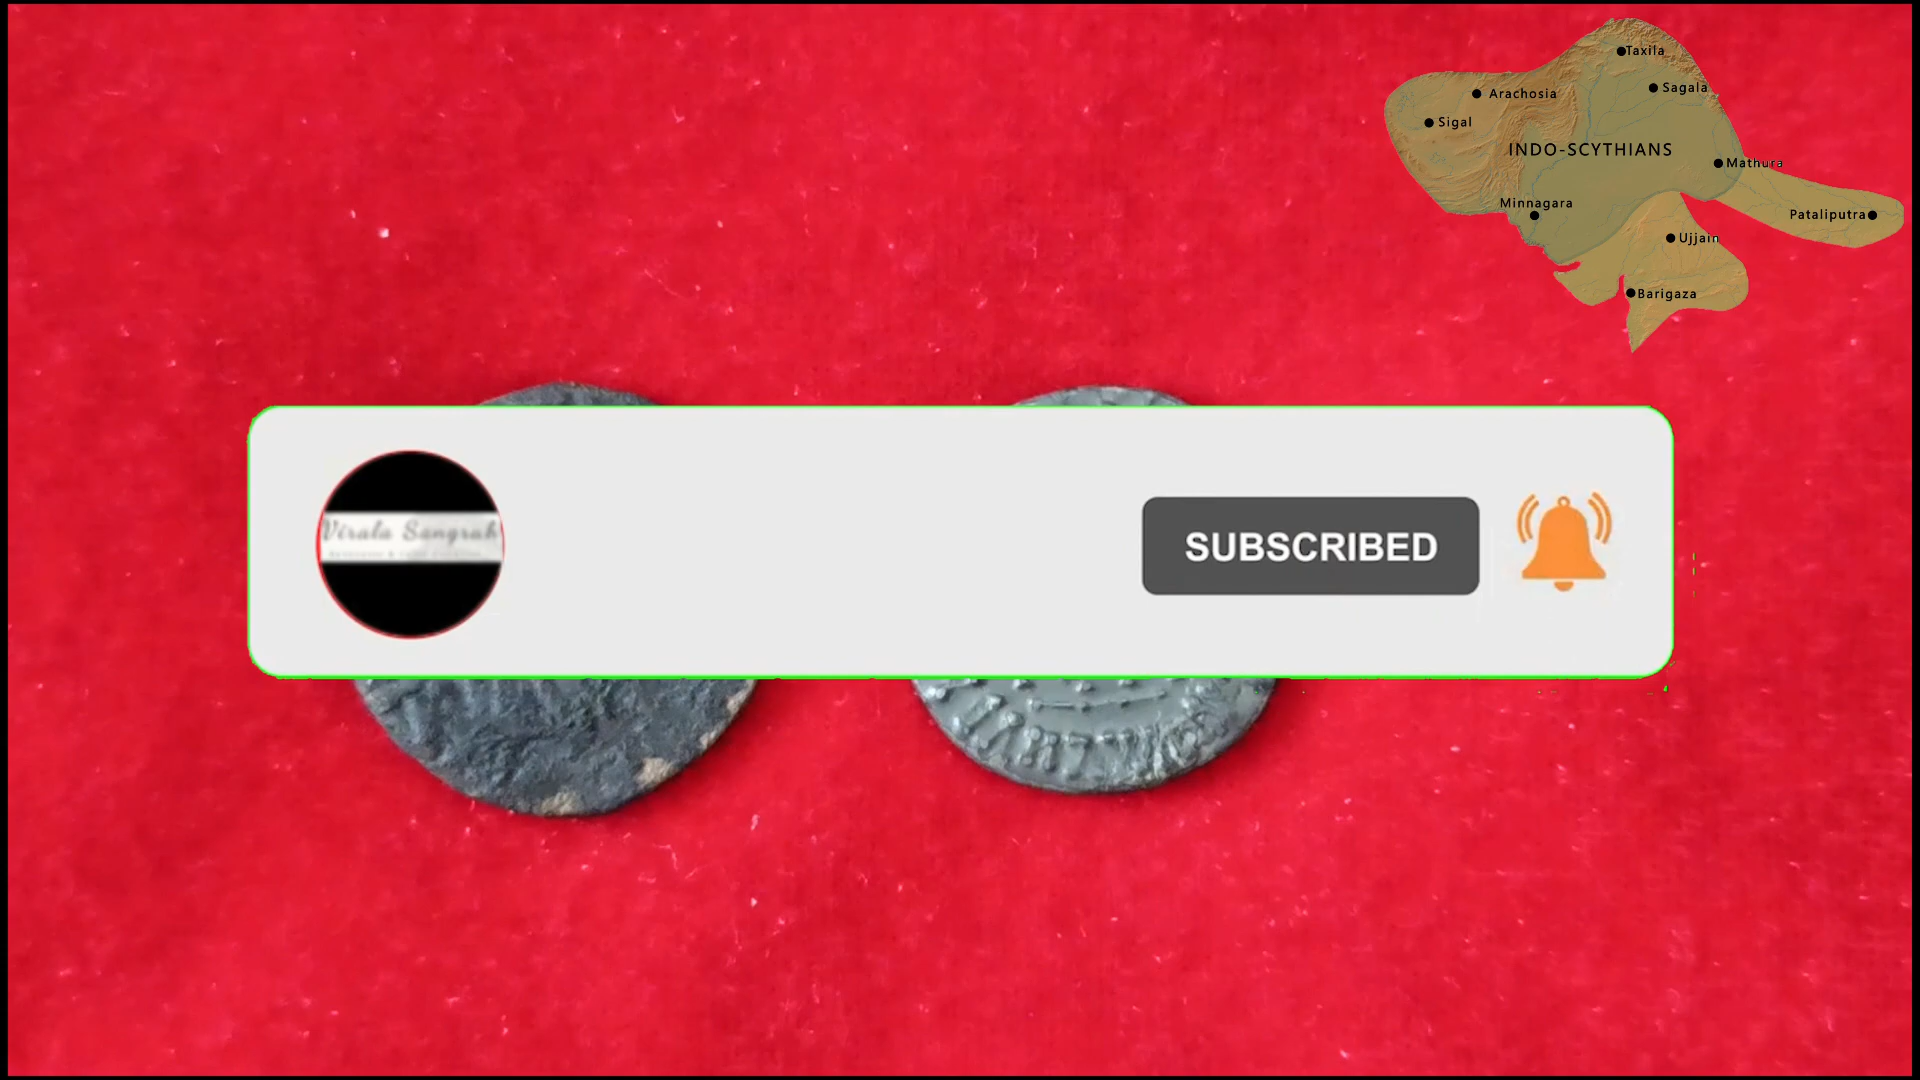 Taxila
Sagala
Arachosia
Sigal
INDO-SCYTHIANS
Mathura
Minnagara
Pataliputra
Ujjain
Barigaza
Virala Sangrah
SUBSCRIBED